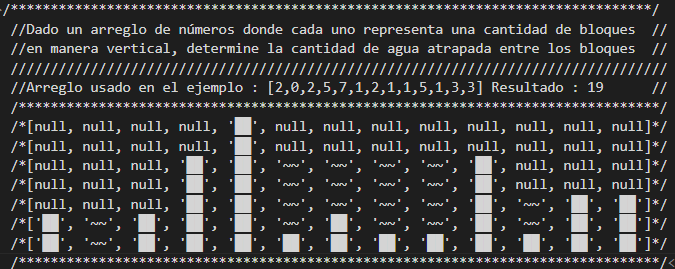 /*******************************************************************************/
//Dado un arreglo de números donde cada uno representa una cantidad de bloques  //
//en manera vertical, determine la cantidad de agua atrapada entre los bloques  //
//////////////////////////////////////////////////////////////////////////////////
//Arreglo usado en el ejemplo : [2,0,2,5,7,1,2,1,1,5,1,3,3] Resultado : 19      //
/********************************************************************************/
/*[null, null, null, null, '██', null, null, null, null, null, null, null, null]*/
/*[null, null, null, null, '██', null, null, null, null, null, null, null, null]*/
/*[null, null, null, '██', '██', '~~', '~~', '~~', '~~', '██', null, null, null]*/
/*[null, null, null, '██', '██', '~~', '~~', '~~', '~~', '██', null, null, null]*/
/*[null, null, null, '██', '██', '~~', '~~', '~~', '~~', '██', '~~', '██', '██']*/
/*['██', '~~', '██', '██', '██', '~~', '██', '~~', '~~', '██', '~~', '██', '██']*/
/*['██', '~~', '██', '██', '██', '██', '██', '██', '██', '██', '██', '██', '██']*/
/********************************************************************************/